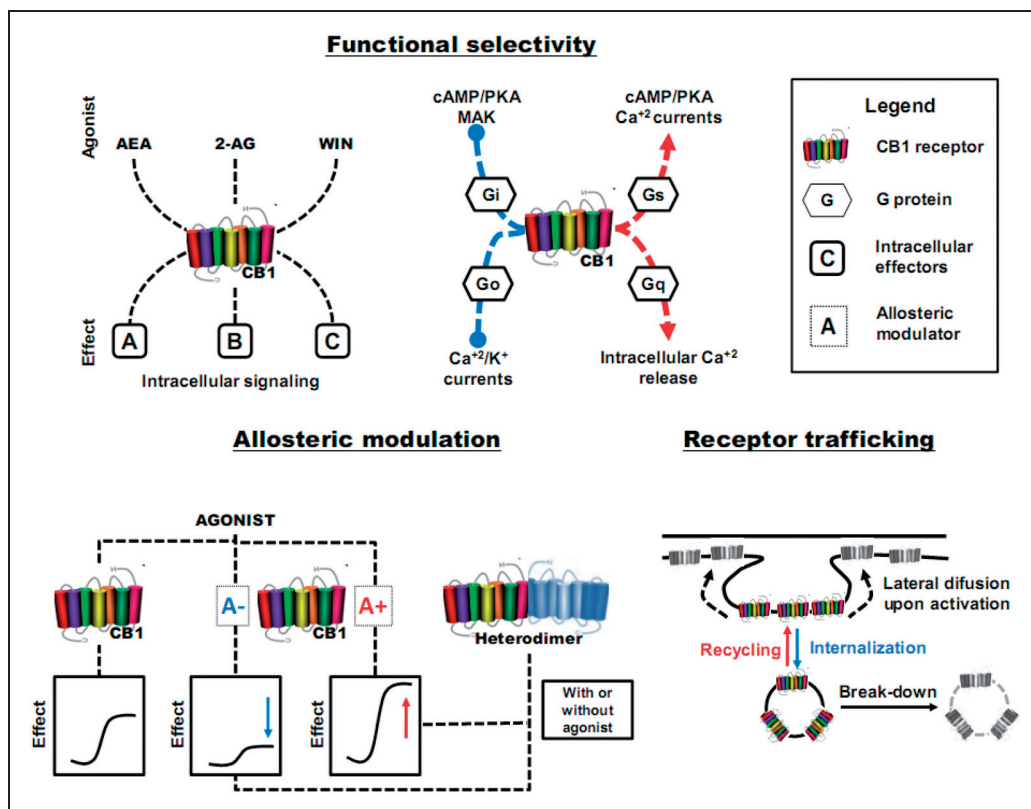 Functional selectivity
Agonist
AEA
2-AG
WIN
CB1
Effect
A
B
C
Intracellular signaling
cAMP/PKA
MAK
Gi
Go
Ca+2/K+
currents
CB1
cAMP/PKA
Ca+2 currents
Gs
Gq
Intracellular Ca+2
release
Legend
CB1 receptor
G
G protein
C
Intracellular
effectors
A
Allosteric
modulator
Allosteric modulation
AGONIST
CB1
A-
CB1
A+
Heterodimer
Effect
Effect
Effect
With or
without
agonist
Receptor trafficking
Lateral difusion
upon activation
Recycling
Internalization
Break-down